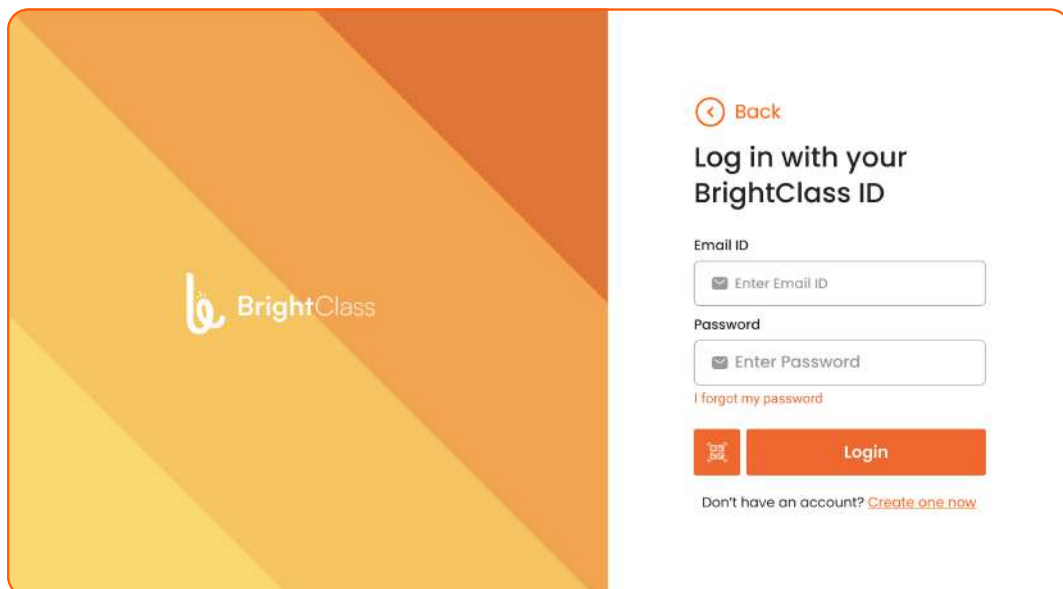 BrightClass
Back
Log in with your
BrightClass ID
Email ID
Enter Email ID
Password
Enter Password
I forgot my password
Login
Don't have an account? Create one now